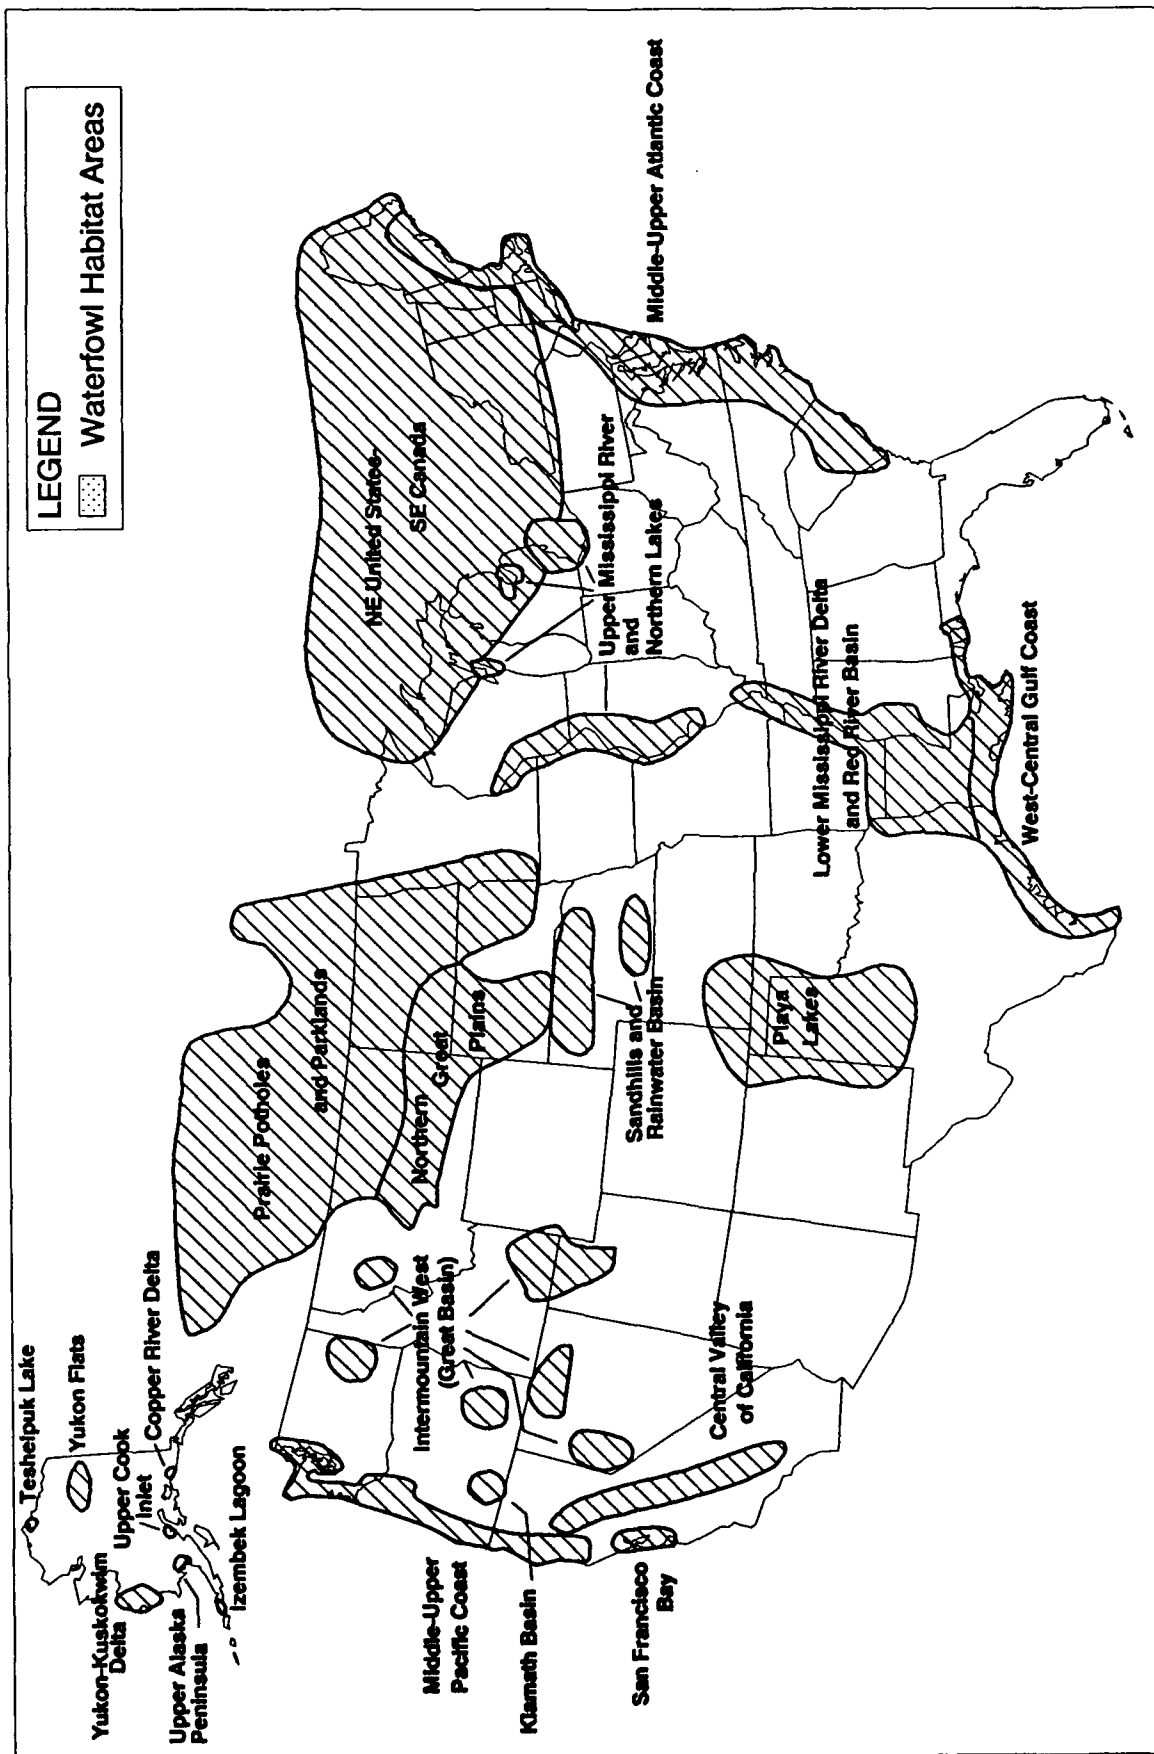 LEGEND
Waterfowl Habitat Areas
Teshelpuk Lake
Yukon Flats
Yukon-Kuskokwim
Delta
Upper Cook
Inlet
Copper River Delta
Upper Alaska
Peninsula
Izembek Lagoon
Prairie Potholes
and Parklands
Northern
Great
Plains
NE United States-
SE Canada
Middle-Upper
Pacific Coast
Klamath Basin
San Francisco
Bay
Intermountain West
(Great Basin)
Central Valley
of California
Sandhills and
Rainwater Basin
Playa
Lakes
Upper Mississippi River
and
Northern Lakes
Lower Mississippi River Delta
and Red River Basin
West-Central Gulf Coast
Middle-Upper Atlantic Coast